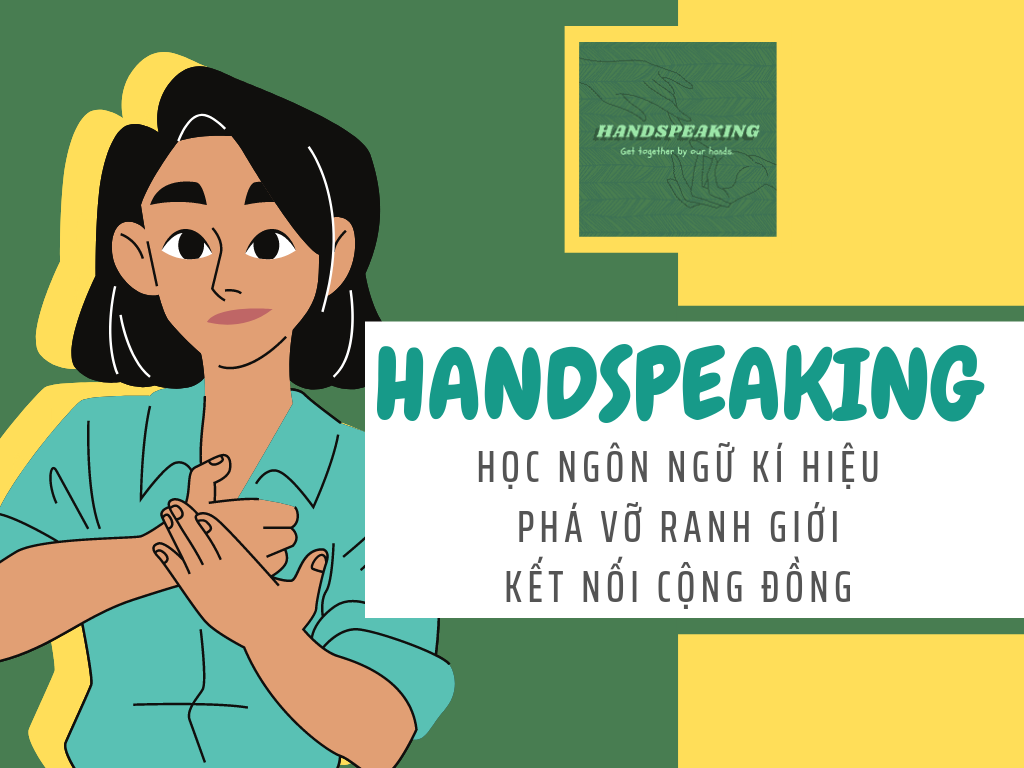 HANDSPEAKING
Get together by our hands.
HANDSPEAKING
HỌC NGÔN NGỮ KÍ HIỆU
PHÁ VỠ RANH GIỚI
KẾT NỐI CỘNG ĐỒNG